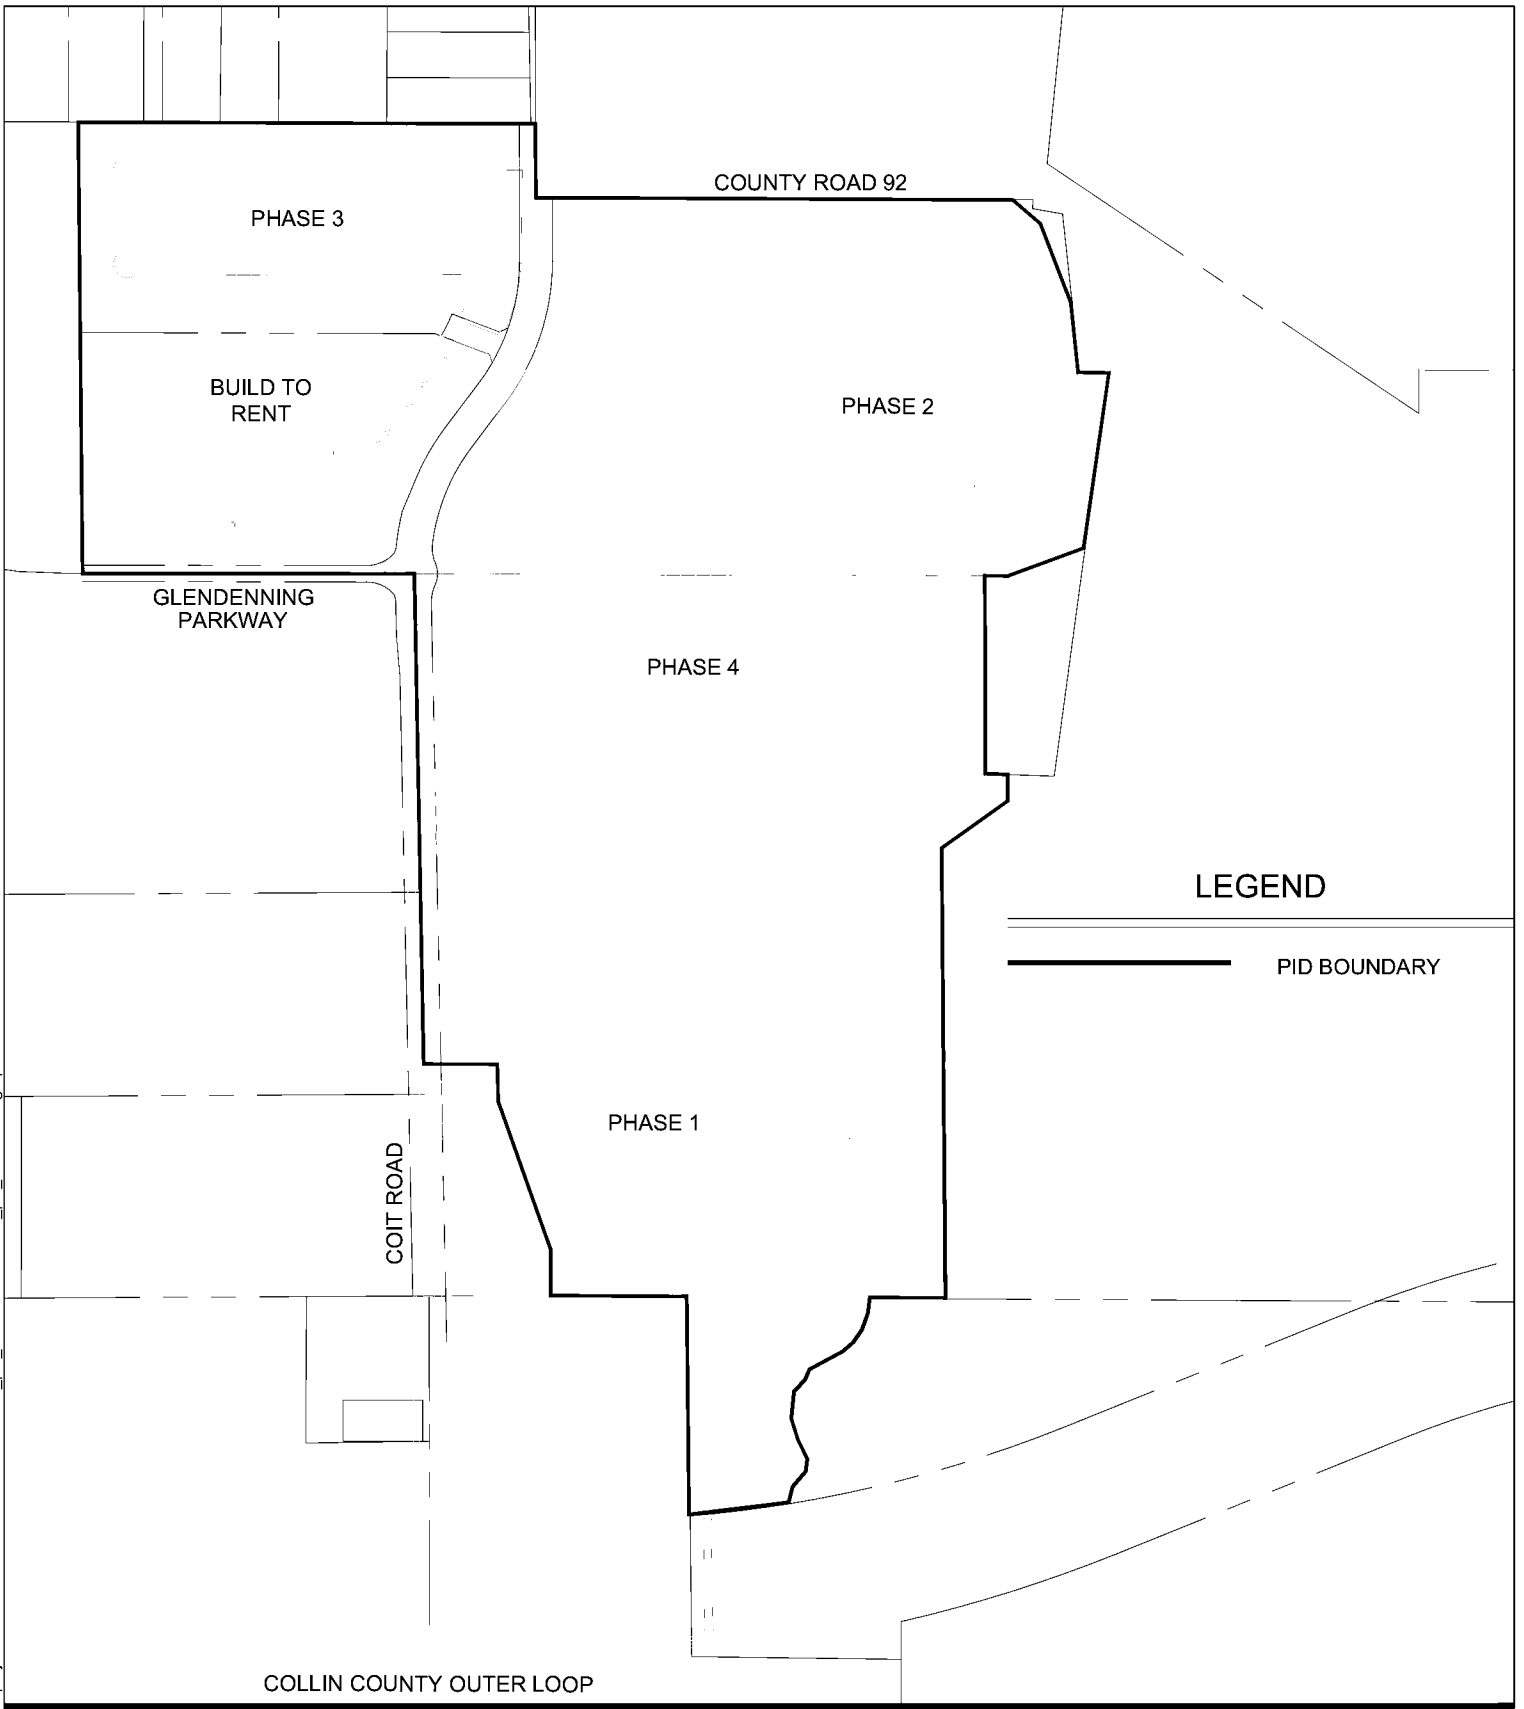 COUNTY ROAD 92
PHASE 3
BUILD TO
RENT
PHASE 2
GLENDENNING
PARKWAY
PHASE 4
LEGEND
PID BOUNDARY
PHASE 1
COIT ROAD
COLLIN COUNTY OUTER LOOP